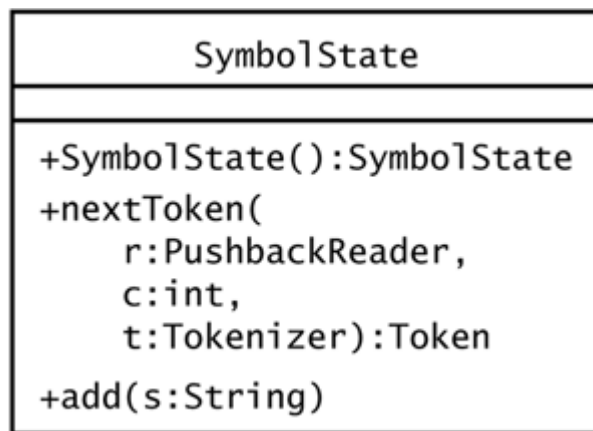 SymbolState
+SymbolState():SymbolState
+nextToken(
r:PushbackReader,
c:int,
t:Tokenizer):Token
+add(s:String)